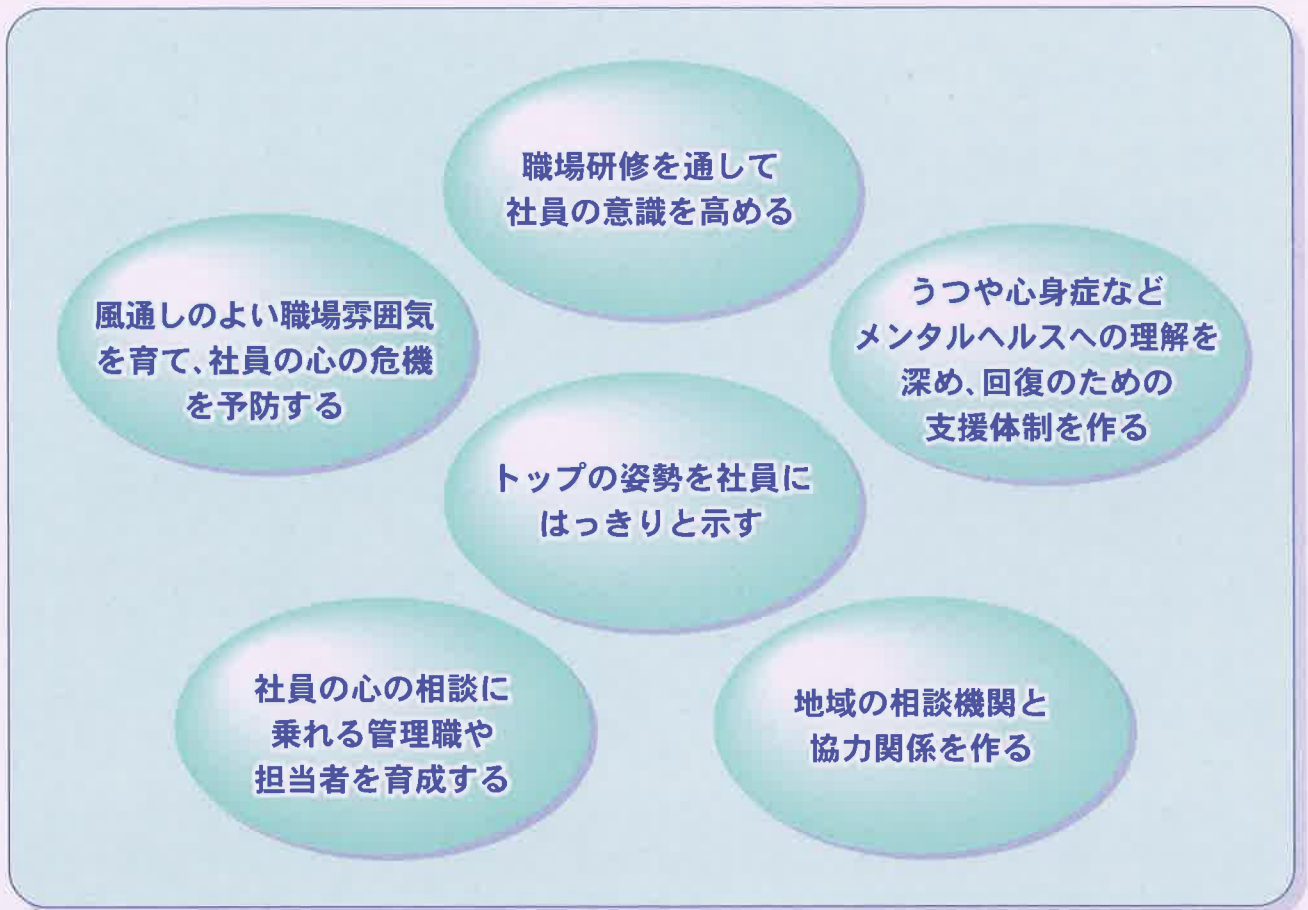 職場研修を通して
社員の意識を高める
風通しのよい職場雰囲気
を育て、社員の心の危機
を予防する
うつや心身症など
メンタルヘルスへの理解を
深め、回復のための
支援体制を作る
トップの姿勢を社員に
はっきりと示す
社員の心の相談に
乗れる管理職や
担当者を育成する
地域の相談機関と
協力関係を作る